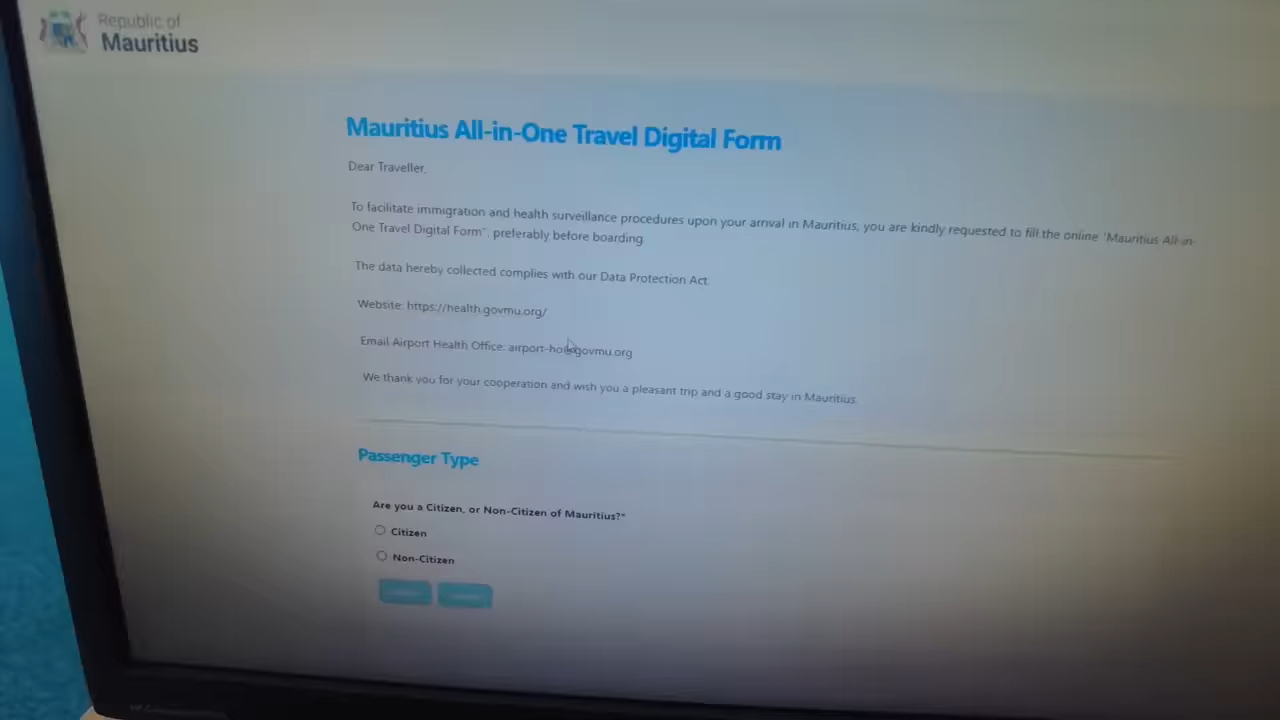 Republic of
Mauritius
Mauritius All-in-One Travel Digital Form
Dear Traveller,
To facilitate immigration and health surveillance procedures upon your arrival in Mauritius, you are kindly requested to fill the online "Mauritius All-in-
One Travel Digital Form", preferably before boarding
The data hereby collected complies with our Data Protection Act.
Website: https://health.govmu.org/
Email Airport Health Office: govmu.org
We thank you for your cooperation and wish you a pleasant trip and a good stay in Mauritius.
Passenger Type
Are you a Citizen, or Non-Citizen of Mauritius?*
Citizen
Non-Citizen